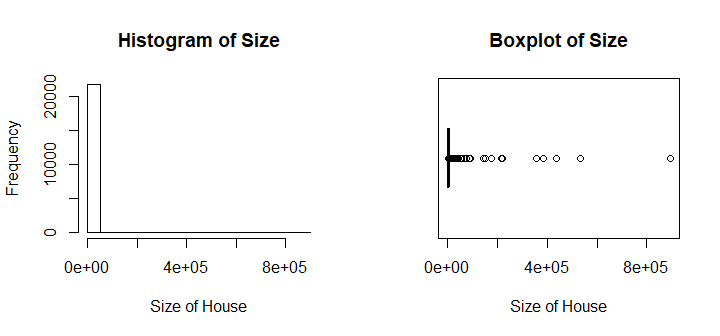 Histogram of Size
Frequency
20000
10000
0
0e+00 4e+05 8e+05
Size of House
Boxplot of Size
0e+00 4e+05 8e+05
Size of House